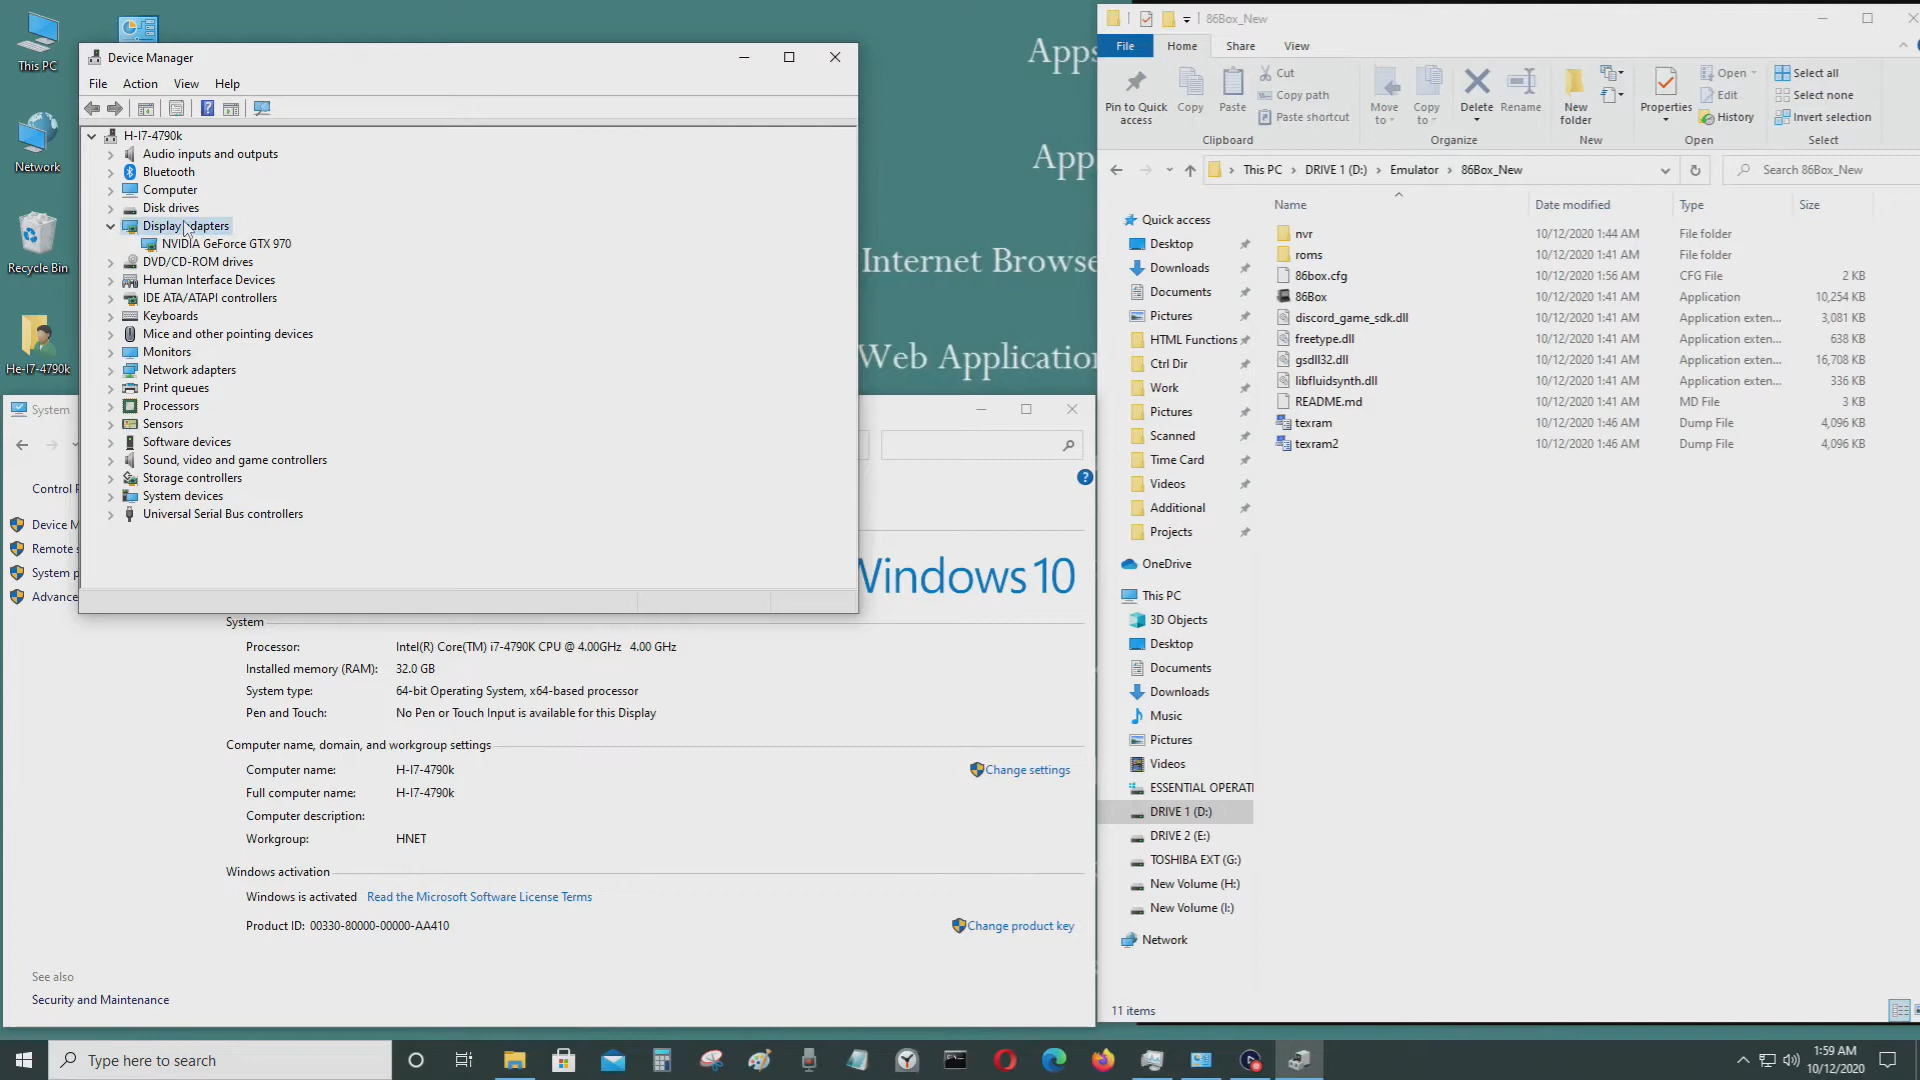 This PC
Network
Recycle Bin
He-I7-4790k
Apps
App
Internet Browse
Web Application
Device Manager
File Action View Help
H-I7-4790k
Audio inputs and outputs
Bluetooth
Computer
Disk drives
Display adapters
NVIDIA GeForce GTX 970
DVD/CD-ROM drives
Human Interface Devices
IDE ATA/ATAPI controllers
Keyboards
Mice and other pointing devices
Monitors
Network adapters
Print queues
Processors
Sensors
Software devices
Sound, video and game controllers
Storage controllers
System devices
Universal Serial Bus controllers
System
Control P
Device M
Remote s
System p
Advance
Windows 10
System
Processor: Intel(R) Core(TM) i7-4790K CPU @ 4.00GHz 4.00 GHz
Installed memory (RAM): 32.0 GB
System type: 64-bit Operating System, x64-based processor
Pen and Touch: No Pen or Touch Input is available for this Display
Computer name, domain, and workgroup settings
Computer name: H-I7-4790k
Change settings
Full computer name: H-I7-4790k
Computer description:
Workgroup: HNET
Windows activation
Windows is activated Read the Microsoft Software License Terms
Product ID: 00330-80000-00000-AA410
Change product key
See also
Security and Maintenance
86Box_New
File Home Share View
Pin to Quick access
Copy
Paste
Cut
Copy path
Paste shortcut
Clipboard
Move to
Copy to
Delete
Rename
Organize
New folder
New
Properties
Open
Edit
History
Open
Select all
Select none
Invert selection
Select
This PC > DRIVE 1 (D:) > Emulator > 86Box_New
Search 86Box_New
Quick access
Desktop
Downloads
Documents
Pictures
HTML Functions
Ctrl Dir
Work
Pictures
Scanned
Time Card
Videos
Additional
Projects
OneDrive
This PC
3D Objects
Desktop
Documents
Downloads
Music
Pictures
Videos
ESSENTIAL OPERATI
DRIVE 1 (D:)
DRIVE 2 (E:)
TOSHIBA EXT (G:)
New Volume (H:)
New Volume (I:)
Network
Name Date modified Type Size
nvr 10/12/2020 1:44 AM File folder
roms 10/12/2020 1:41 AM File folder
86box.cfg 10/12/2020 1:56 AM CFG File 2 KB
86Box 10/12/2020 1:41 AM Application 10,254 KB
discord_game_sdk.dll 10/12/2020 1:41 AM Application exten... 3,081 KB
freetype.dll 10/12/2020 1:41 AM Application exten... 638 KB
gsdll32.dll 10/12/2020 1:41 AM Application exten... 16,708 KB
libfluidsynth.dll 10/12/2020 1:41 AM Application exten... 336 KB
README.md 10/12/2020 1:41 AM MD File 3 KB
texram 10/12/2020 1:46 AM Dump File 4,096 KB
texram2 10/12/2020 1:46 AM Dump File 4,096 KB
11 items
Type here to search
1:59 AM
10/12/2020